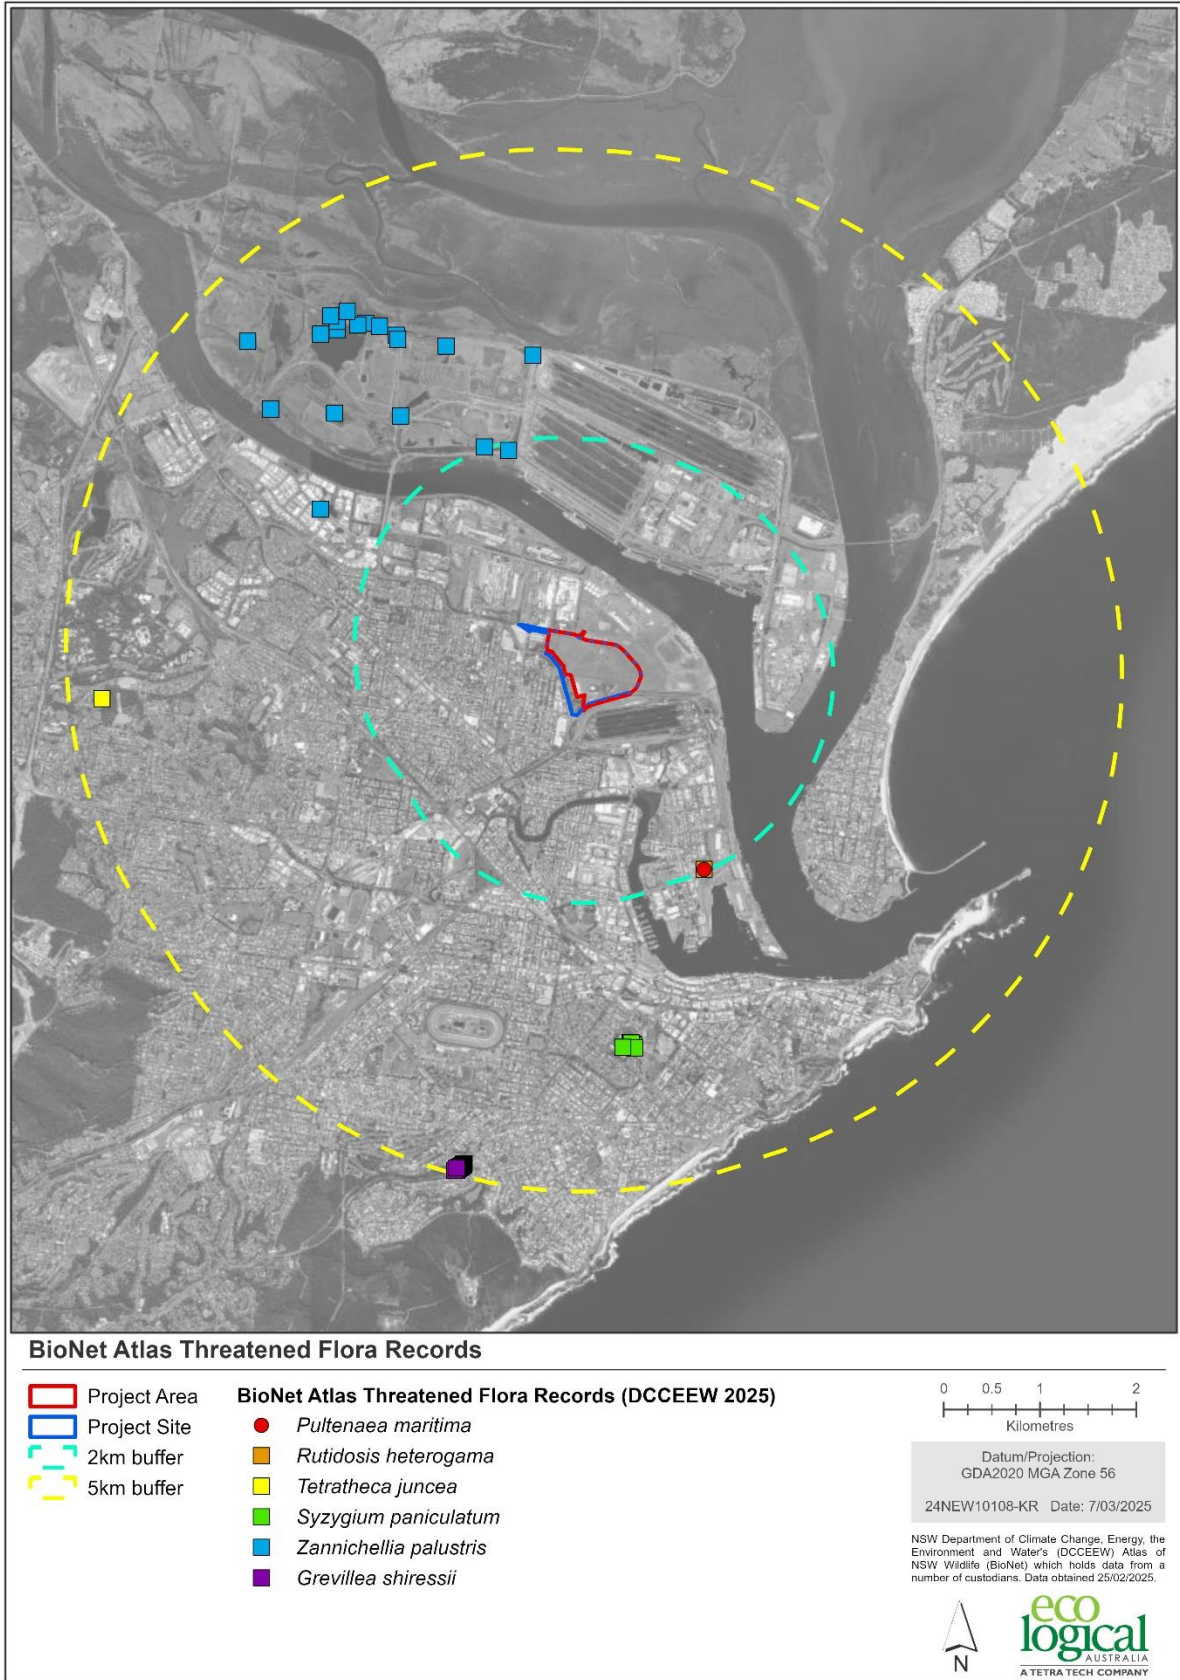 BioNet Atlas Threatened Flora Records
Project Area
Project Site
2km buffer
5km buffer
BioNet Atlas Threatened Flora Records (DCCEEW 2025)
Pultenaea maritima
Rutidosis heterogama
Tetratheca juncea
Syzygium paniculatum
Zannichellia palustris
Grevillea shiressii
0 0.5 1 2
Kilometres
Datum/Projection:
GDA2020 MGA Zone 56
24NEW10108-KR Date: 7/03/2025
NSW Department of Climate Change, Energy, the
Environment and Water's (DCCEEW) Atlas of
NSW Wildlife (BioNet) which holds data from a
number of custodians. Data obtained 25/02/2025.
N
eco
logical
AUSTRALIA
A TETRA TECH COMPANY